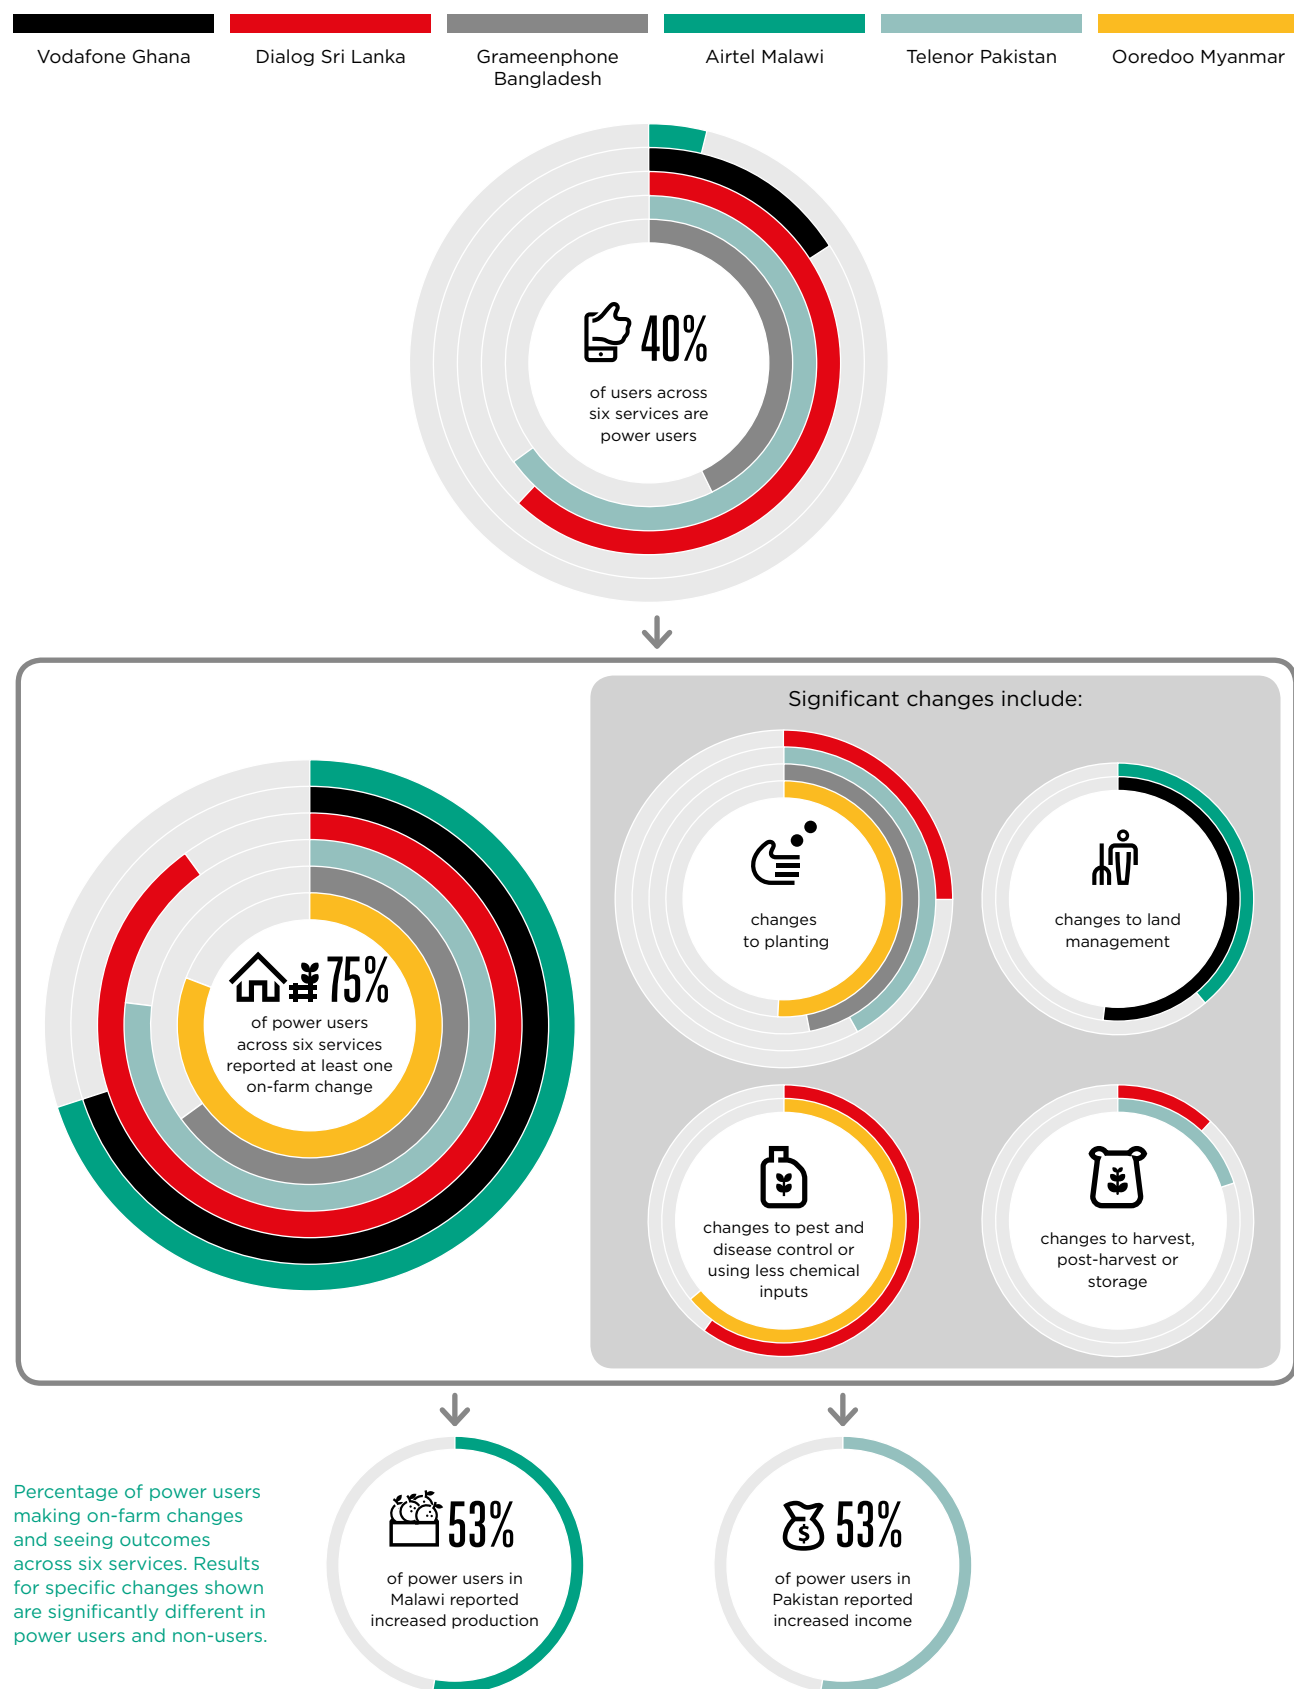 Vodafone Ghana
Dialog Sri Lanka
Grameenphone
Bangladesh
Airtel Malawi
Telenor Pakistan
Ooredoo Myanmar
40%
of users across
six services are
power users
75%
of power users
across six services
reported at least one
on-farm change
Significant changes include:
changes
to planting
changes to land
management
changes to pest and
disease control or
using less chemical
inputs
changes to harvest,
post-harvest or
storage
Percentage of power users
making on-farm changes
and seeing outcomes
across six services. Results
for specific changes shown
are significantly different in
power users and non-users.
53%
of power users in
Malawi reported
increased production
$
53%
of power users in
Pakistan reported
increased income